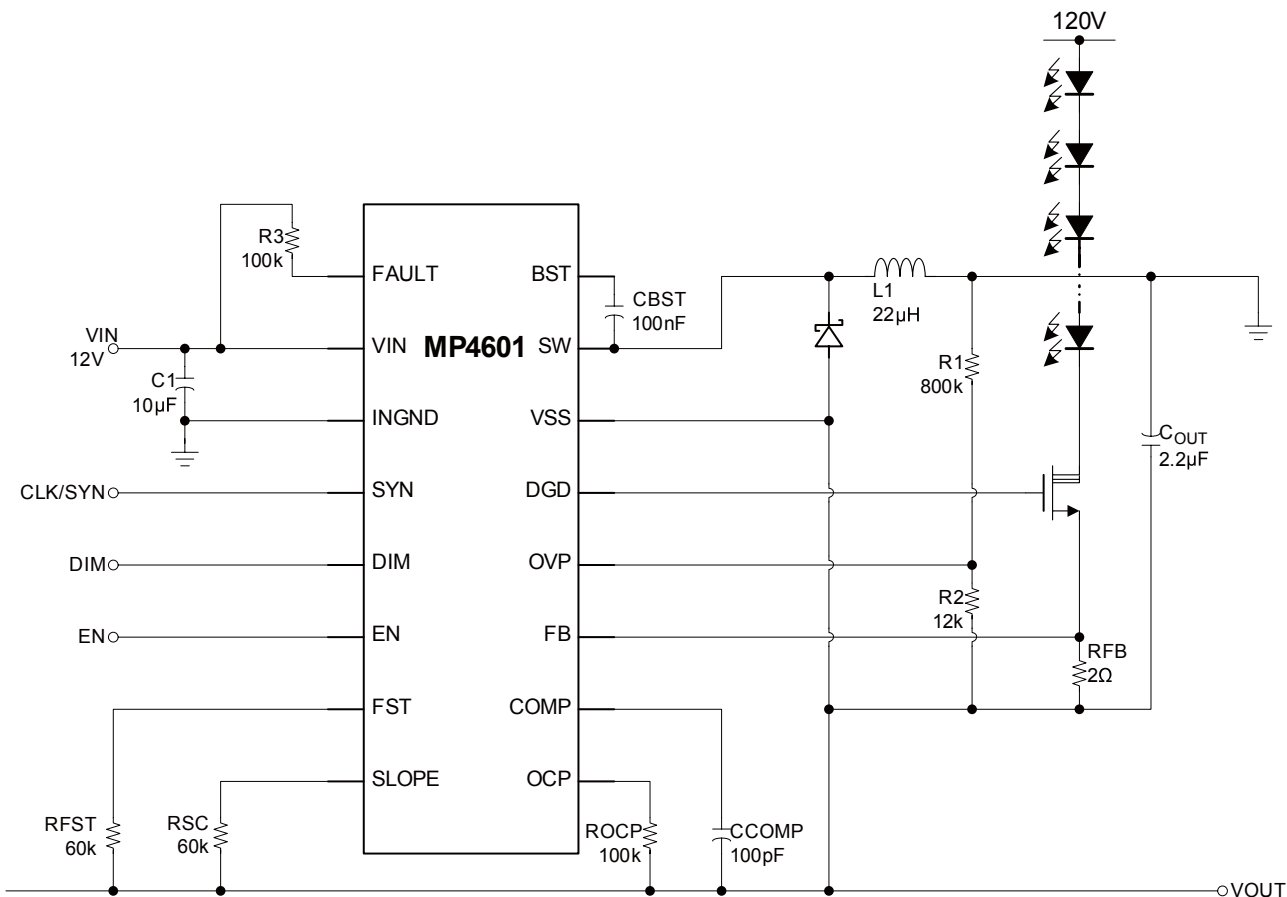 120V
R3
100k
FAULT
BST
CBST
100nF
L1
22µH
VIN
12V
VIN
MP4601
SW
C1
10µF
R1
800k
INGND
VSS
COUT
2.2µF
CLK/SYN
SYN
DGD
DIM
DIM
OVP
R2
12k
EN
EN
FB
RFB
2Ω
FST
COMP
SLOPE
OCP
RFST
60k
RSC
60k
ROCP
100k
CCOMP
100pF
VOUT